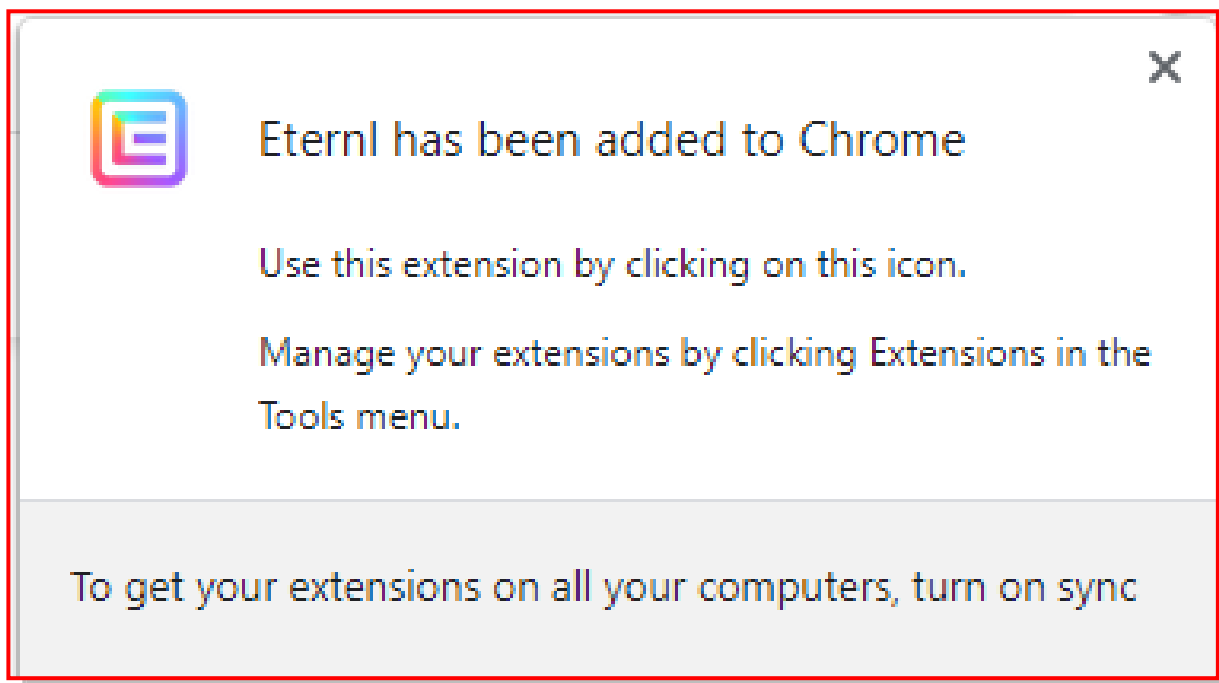 Eternl has been added to Chrome
Use this extension by clicking on this icon.
Manage your extensions by clicking Extensions in the
Tools menu.
To get your extensions on all your computers, turn on sync